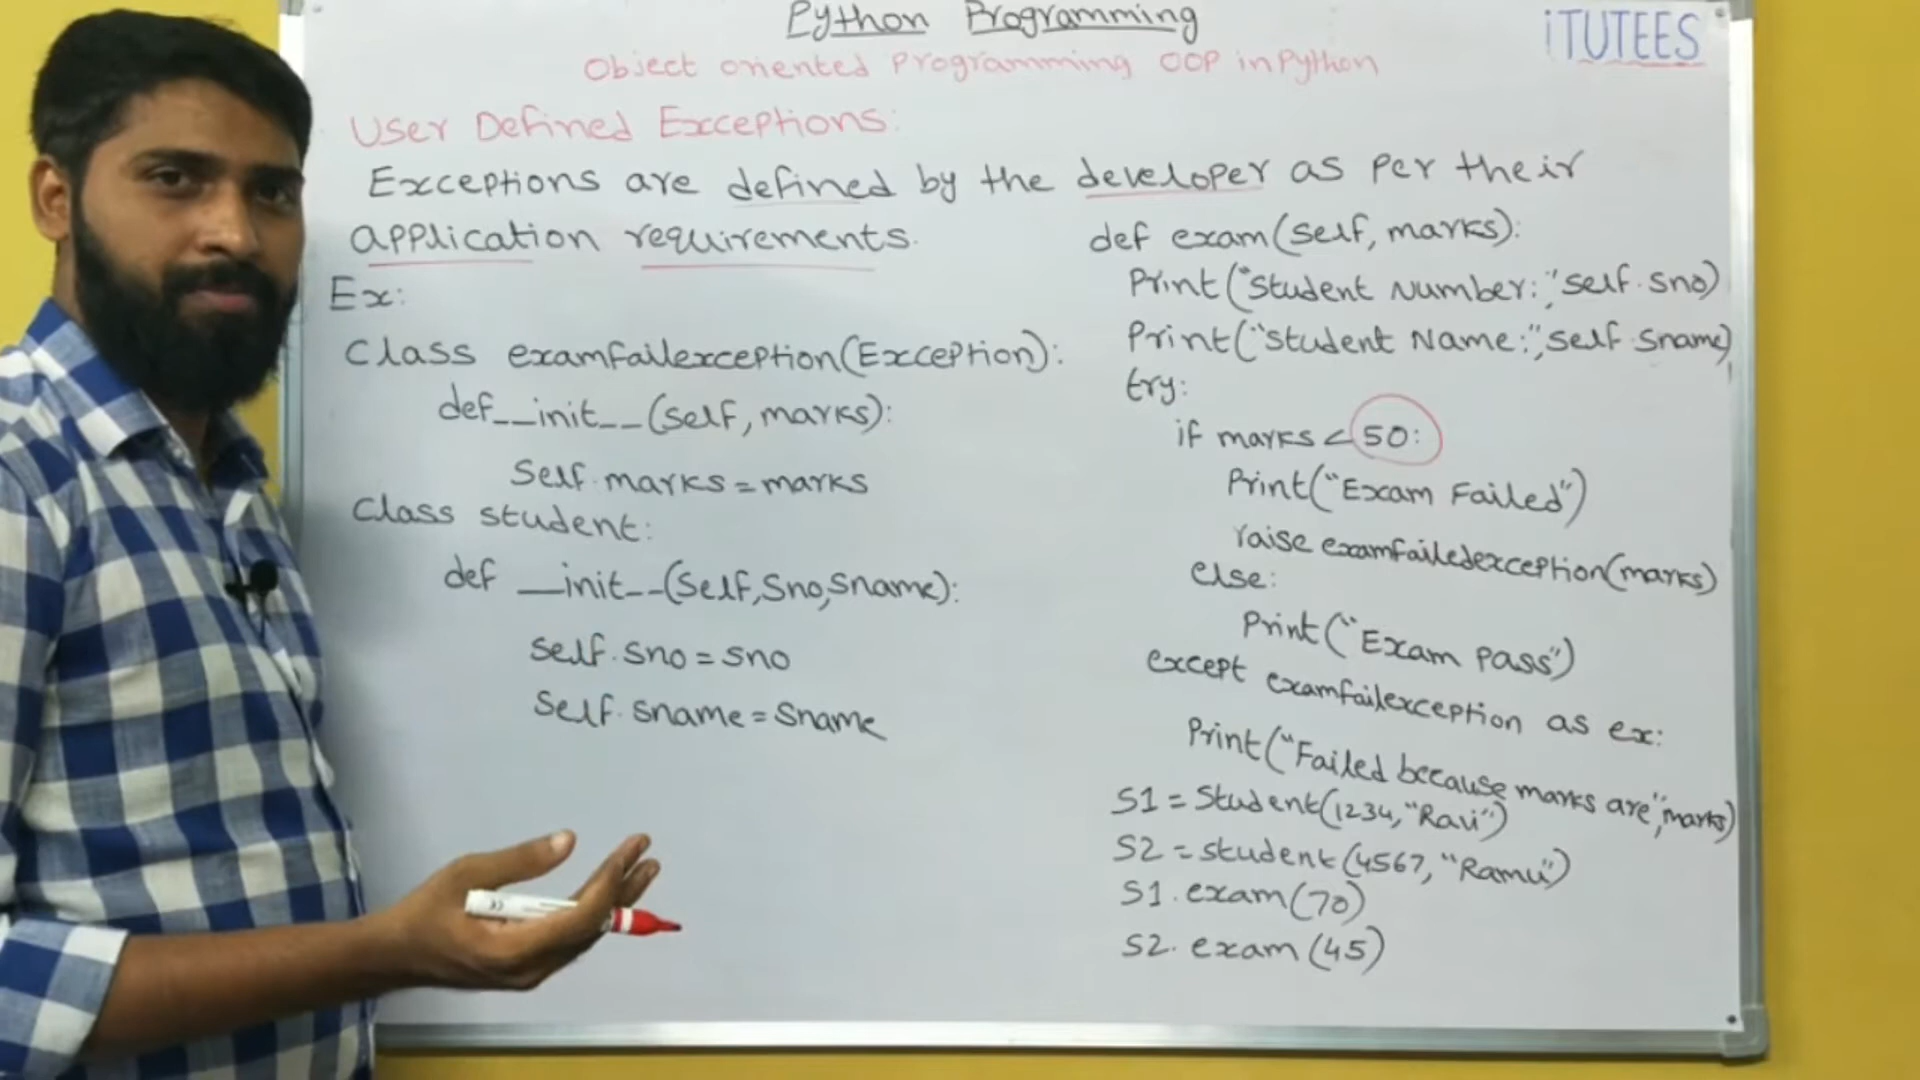 Python Programming
iTUTEES
Object oriented Programming OOP in Python
User Defined Exceptions:
Exceptions are defined by the developer as per their
application requirements.
Ex:
Class examfailexception(Exception):
def__init__(self, marks):
Self.marks = marks
Class student:
def __init__(Self,Sno,Sname):
self.sno = sno
Self.sname = Sname
def exam(self, marks):
Print("Student Number:",self.sno)
Print("Student Name:",self.sname)
try:
if marks < 50:
Print("Exam Failed")
raise examfailedexception(marks)
else:
Print("Exam pass")
except examfailexception as ex:
Print("Failed because marks are",marks)
S1 = Student(1234,"Ravi")
S2 = student(4567,"Ramu")
S1.exam(70)
S2.exam(45)